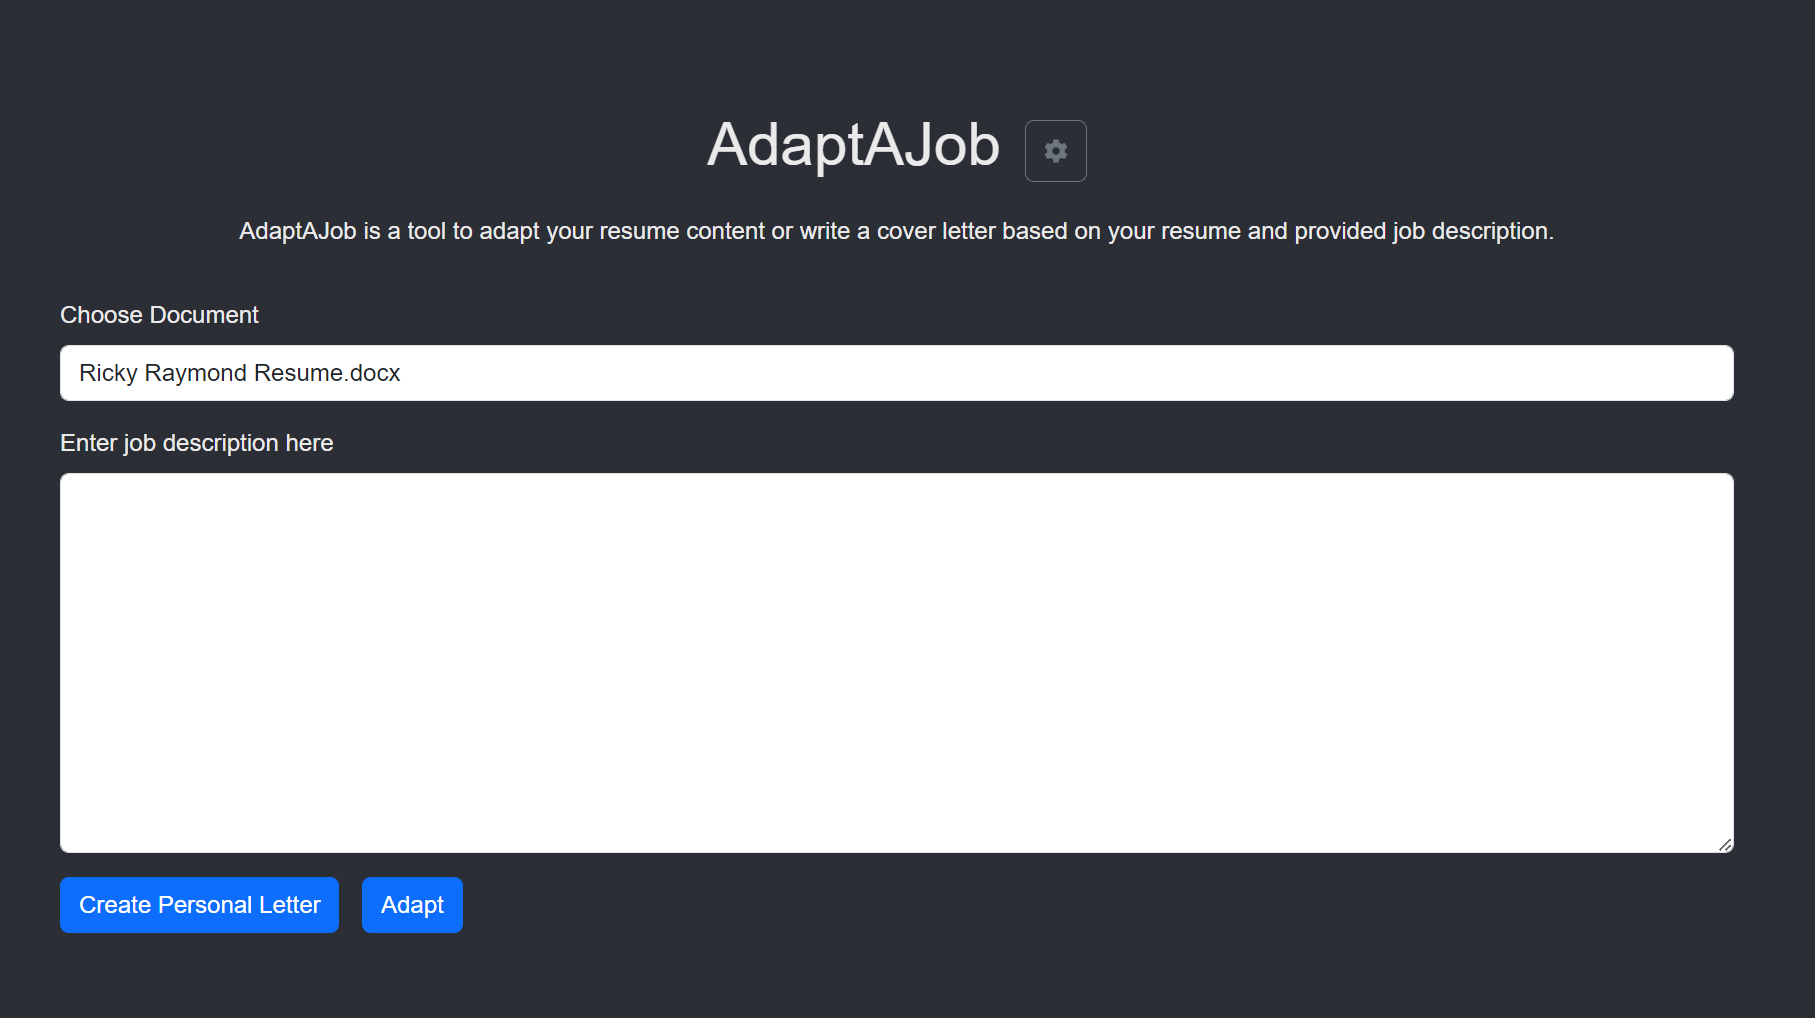 AdaptAJob
AdaptAJob is a tool to adapt your resume content or write a cover letter based on your resume and provided job description.
Choose Document
Ricky Raymond Resume.docx
Enter job description here
Create Personal Letter
Adapt